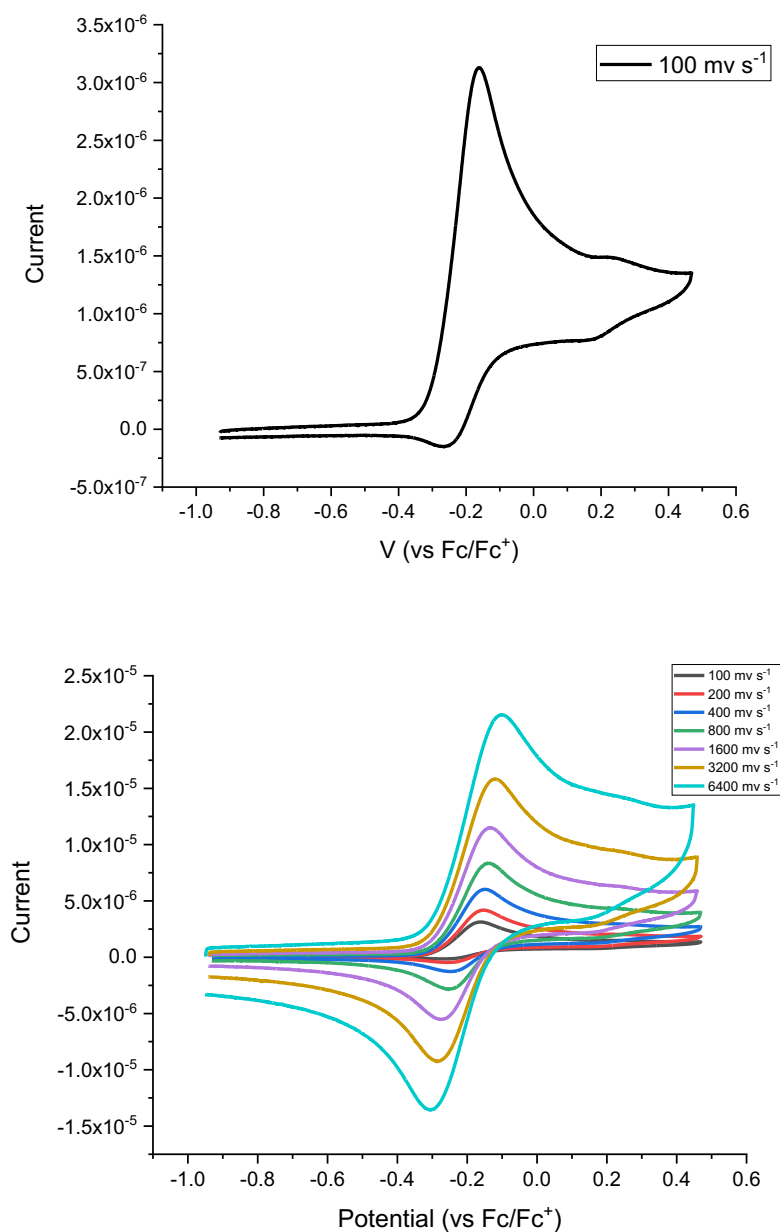 3.5x10⁻⁶
3.0x10⁻⁶
2.5x10⁻⁶
2.0x10⁻⁶
1.5x10⁻⁶
1.0x10⁻⁶
5.0x10⁻⁷
0.0
-5.0x10⁻⁷
Current
100 mv s⁻¹
-1.0 -0.8 -0.6 -0.4 -0.2 0.0 0.2 0.4 0.6
V (vs Fc/Fc⁺)
2.5x10⁻⁵
2.0x10⁻⁵
1.5x10⁻⁵
1.0x10⁻⁵
5.0x10⁻⁶
0.0
-5.0x10⁻⁶
-1.0x10⁻⁵
-1.5x10⁻⁵
Current
100 mv s⁻¹
200 mv s⁻¹
400 mv s⁻¹
800 mv s⁻¹
1600 mv s⁻¹
3200 mv s⁻¹
6400 mv s⁻¹
-1.0 -0.8 -0.6 -0.4 -0.2 0.0 0.2 0.4 0.6
Potential (vs Fc/Fc⁺)